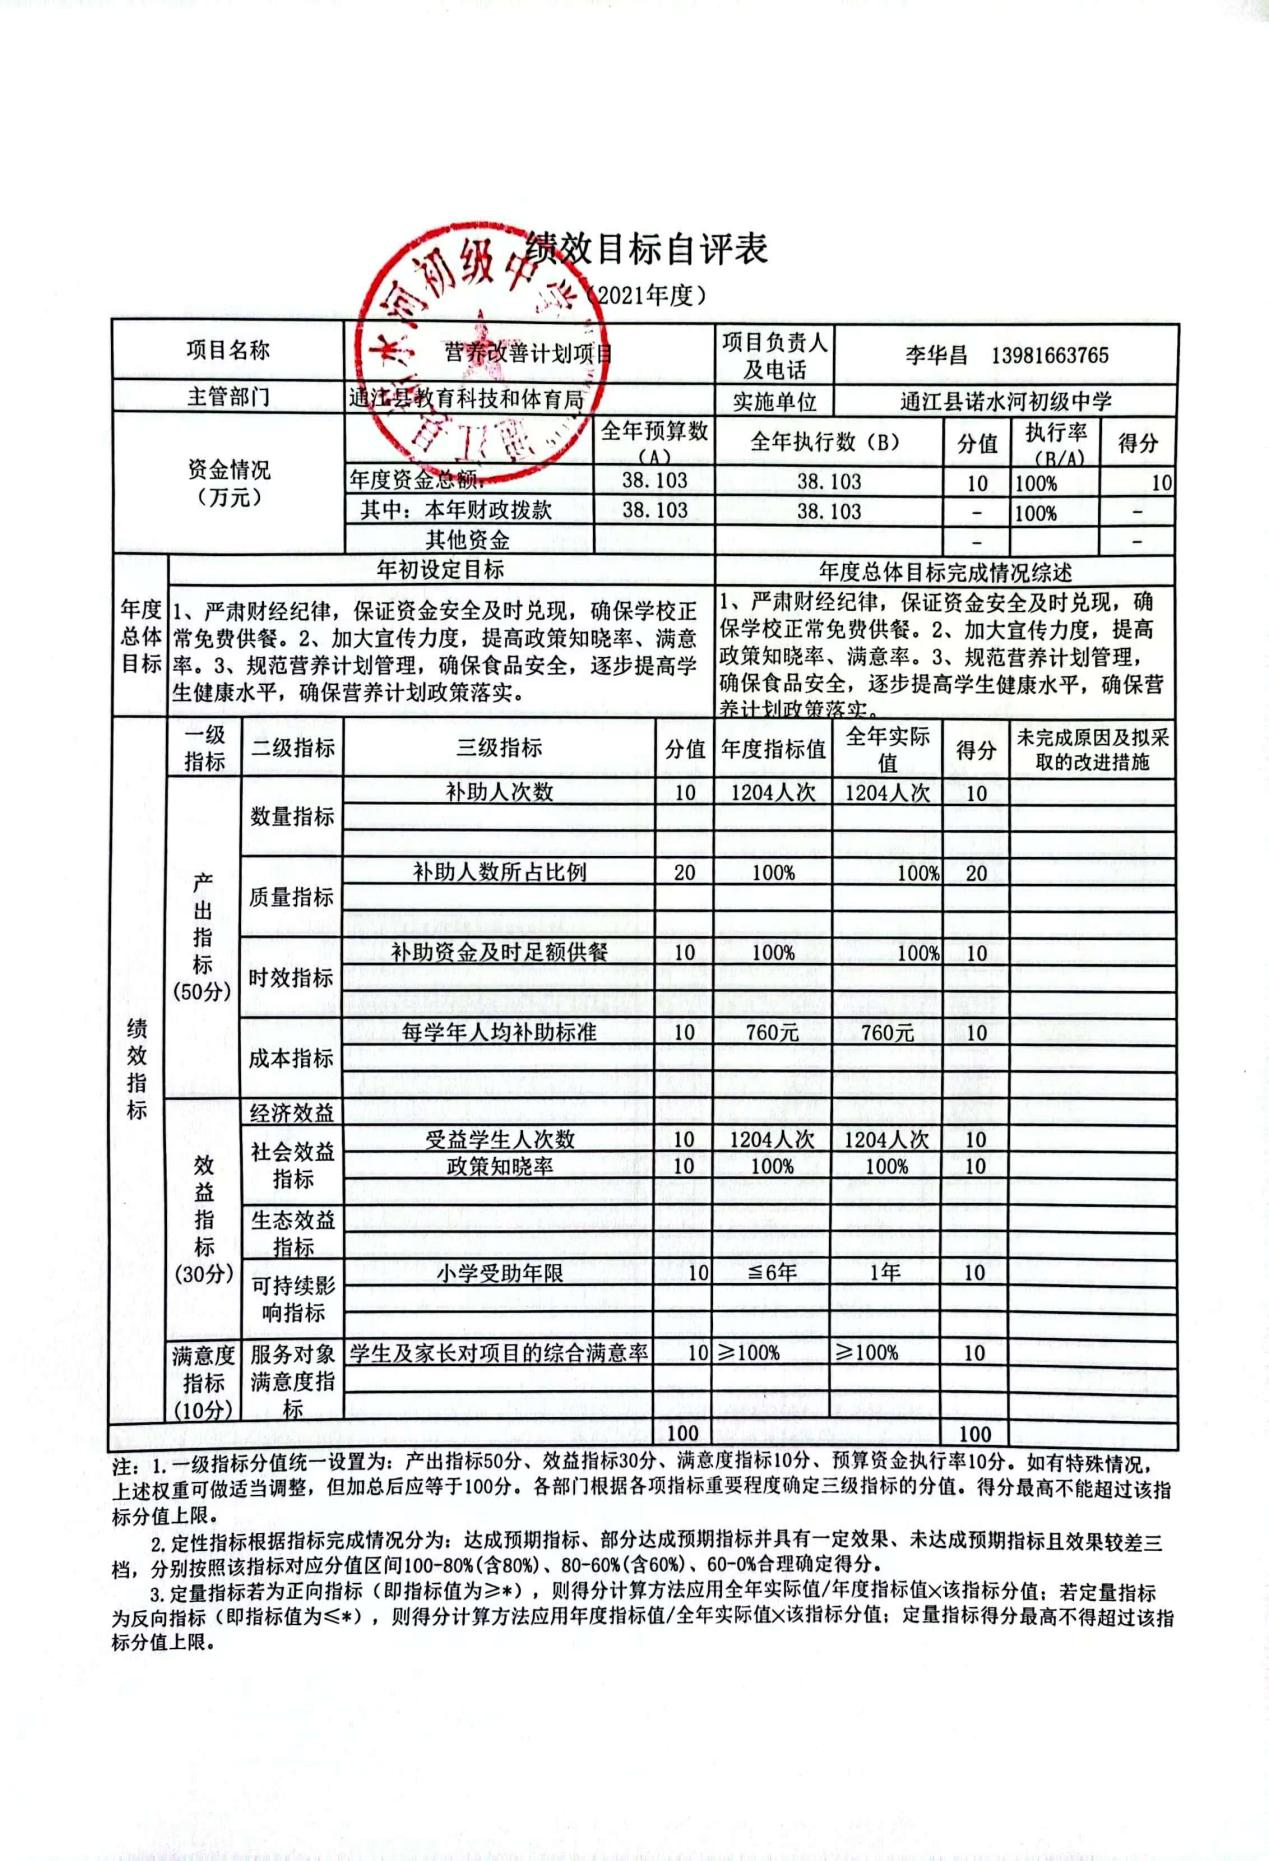 绩效目标自评表
(2021年度)
项目名称 营养改善计划项目 项目负责人及电话 李华昌 13981663765
主管部门 通江县教育科技和体育局 实施单位 通江县诺水河初级中学
资金情况
（万元）
全年预算数（A） 全年执行数（B） 分值 执行率（B/A） 得分
年度资金总额: 38.103 38.103 10 100% 10
其中：本年财政拨款 38.103 38.103 - 100% -
其他资金 - -
年度总体目标
年初设定目标 年度总体目标完成情况综述
1、严肃财经纪律，保证资金安全及时兑现，确保学校正
常免费供餐。2、加大宣传力度，提高政策知晓率、满意
率。3、规范营养计划管理，确保食品安全，逐步提高学
生健康水平，确保营养计划政策落实。
1、严肃财经纪律，保证资金安全及时兑现，确
保学校正常免费供餐。2、加大宣传力度，提高
政策知晓率、满意率。3、规范营养计划管理，
确保食品安全，逐步提高学生健康水平，确保营
养计划政策落实。
绩效指标
一级指标 二级指标 三级指标 分值 年度指标值 全年实际值 得分 未完成原因及拟采取的改进措施
产出指标(50分)
数量指标 补助人次数 10 1204人次 1204人次 10
质量指标 补助人数所占比例 20 100% 100% 20
时效指标 补助资金及时足额供餐 10 100% 100% 10
成本指标 每学年人均补助标准 10 760元 760元 10
效益指标(30分)
经济效益
社会效益指标 受益学生人次数 10 1204人次 1204人次 10
政策知晓率 10 100% 100% 10
生态效益指标
可持续影响指标 小学受助年限 10 ≦6年 1年 10
满意度指标(10分) 服务对象满意度指标 学生及家长对项目的综合满意率 10 ≥100% ≥100% 10
100 100
注：1.一级指标分值统一设置为：产出指标50分、效益指标30分、满意度指标10分、预算资金执行率10分。如有特殊情况，
上述权重可做适当调整，但加总后应等于100分。各部门根据各项指标重要程度确定三级指标的分值。得分最高不能超过该指
标分值上限。
2.定性指标根据指标完成情况分为：达成预期指标、部分达成预期指标并具有一定效果、未达成预期指标且效果较差三
档，分别按照该指标对应分值区间100-80%(含80%)、80-60%(含60%)、60-0%合理确定得分。
3.定量指标若为正向指标（即指标值为≥*），则得分计算方法应用全年实际值/年度指标值×该指标分值；若定量指标
为反向指标（即指标值为≤*），则得分计算方法应用年度指标值/全年实际值×该指标分值；定量指标得分最高不得超过该指
标分值上限。
水河初级中学